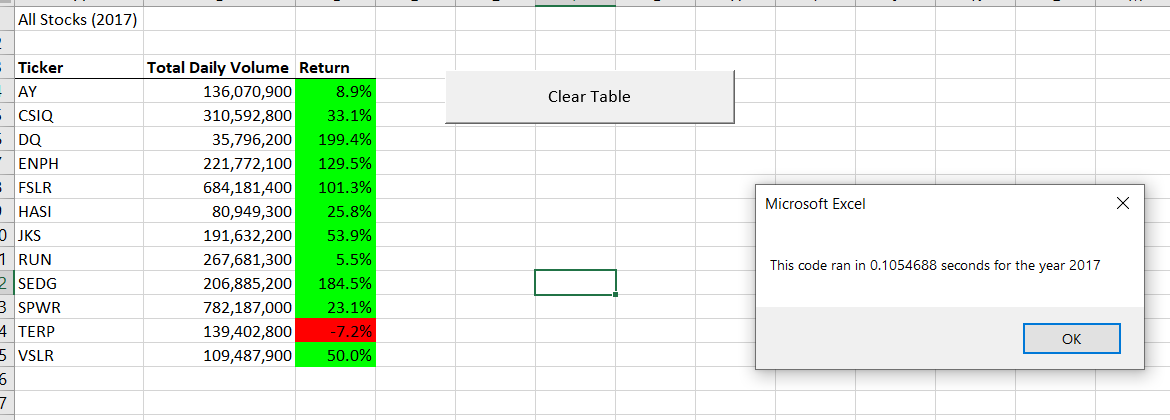 All Stocks (2017)
Ticker Total Daily Volume Return
AY 136,070,900 8.9%
CSIQ 310,592,800 33.1%
DQ 35,796,200 199.4%
ENPH 221,772,100 129.5%
FSLR 684,181,400 101.3%
HASI 80,949,300 25.8%
JKS 191,632,200 53.9%
RUN 267,681,300 5.5%
SEDG 206,885,200 184.5%
SPWR 782,187,000 23.1%
TERP 139,402,800 -7.2%
VSLR 109,487,900 50.0%
Clear Table
Microsoft Excel
This code ran in 0.1054688 seconds for the year 2017
OK